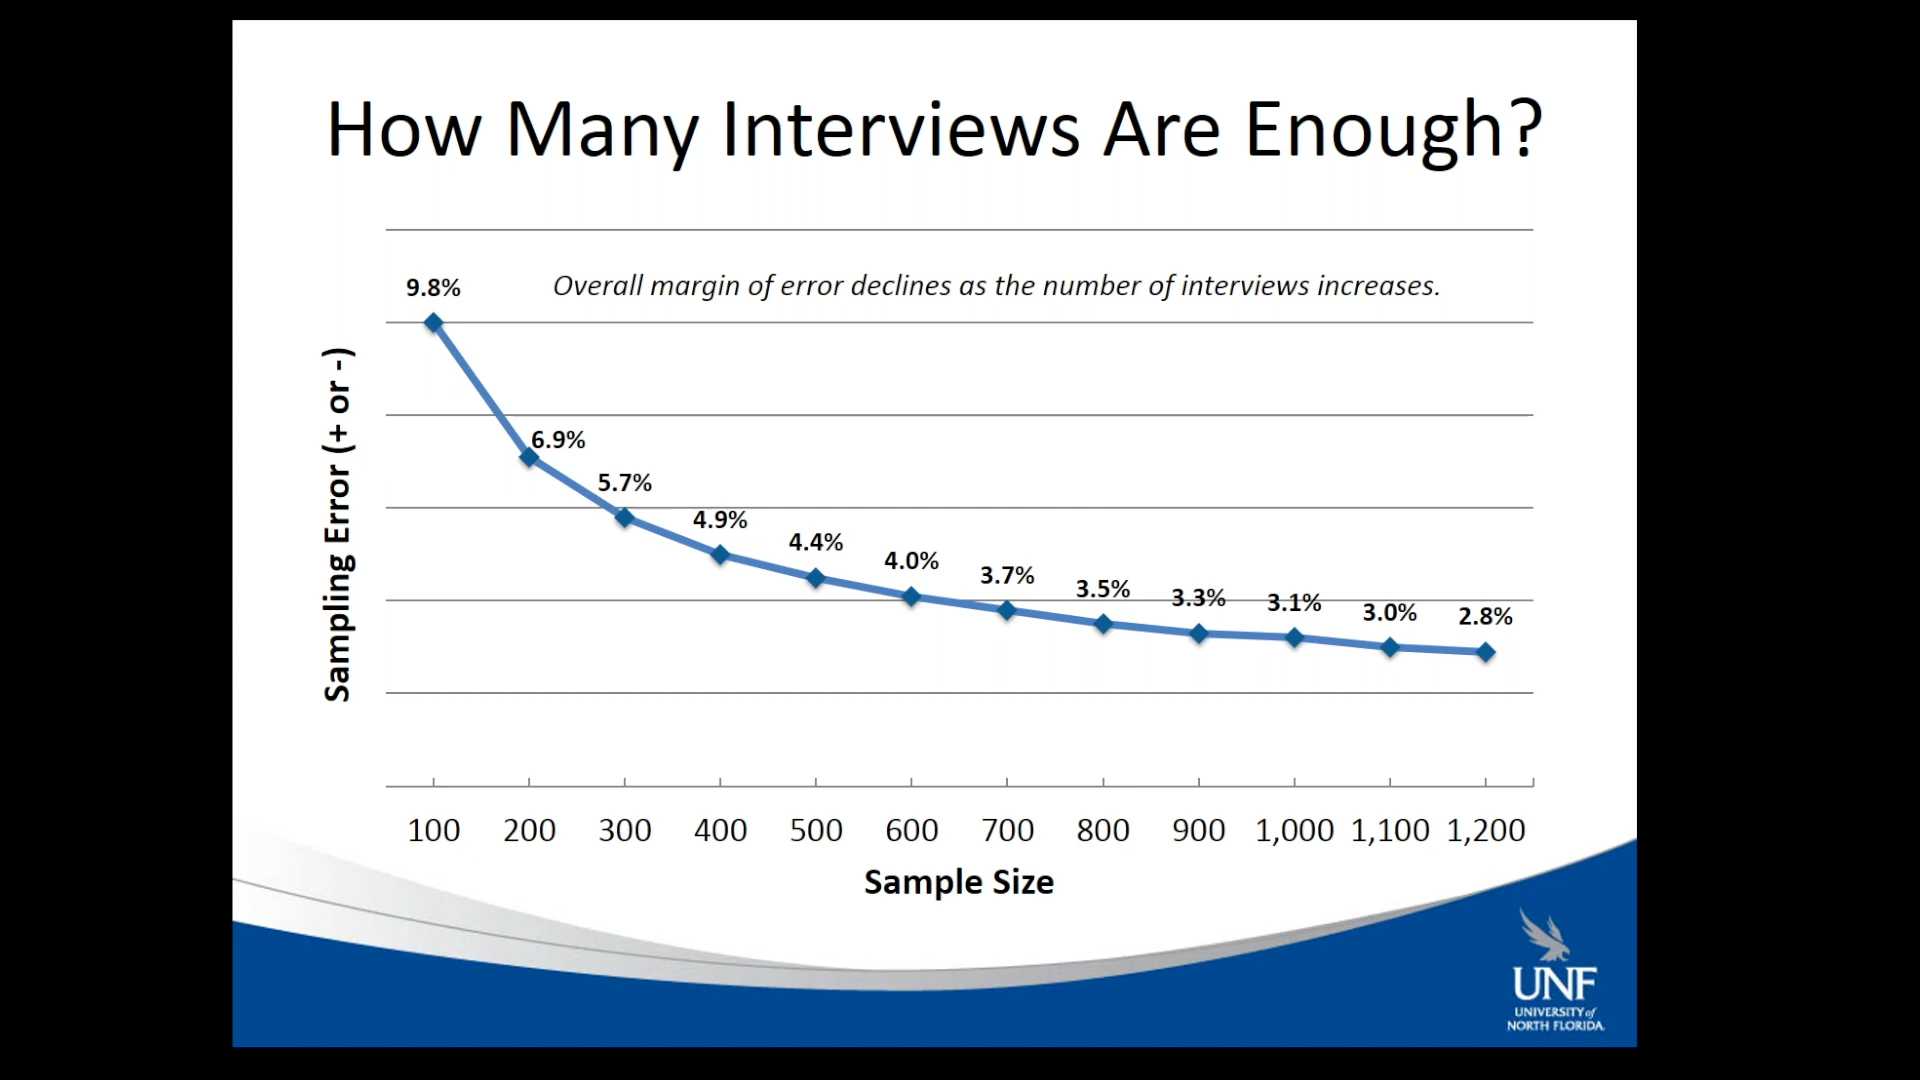 How Many Interviews Are Enough?
Overall margin of error declines as the number of interviews increases.
Sampling Error (+ or -)
9.8%
6.9%
5.7%
4.9%
4.4%
4.0%
3.7%
3.5%
3.3%
3.1%
3.0%
2.8%
100 200 300 400 500 600 700 800 900 1,000 1,100 1,200
Sample Size
UNF
UNIVERSITY of
NORTH FLORIDA.